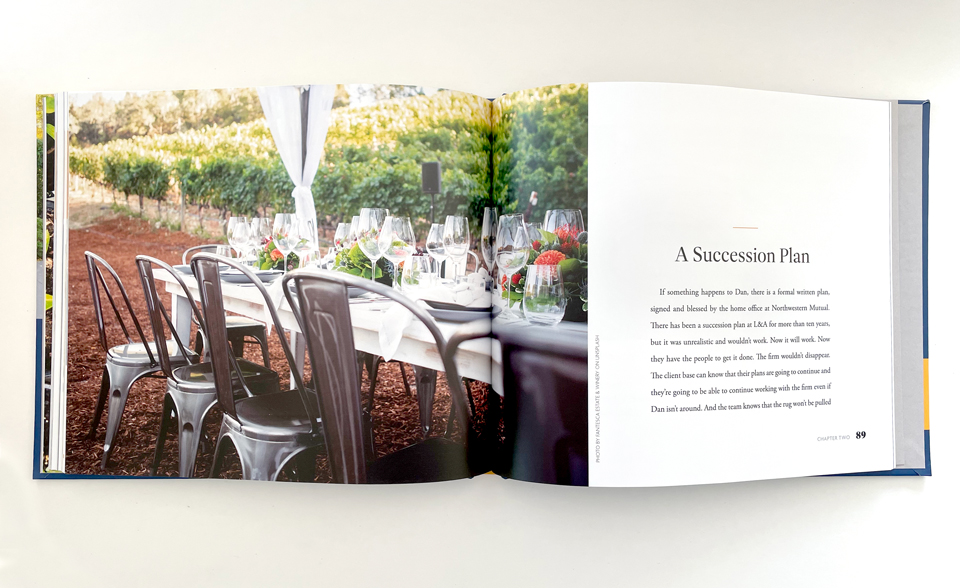 PHOTO BY FANTESCA ESTATE & WINERY ON UNSPLASH
A Succession Plan
If something happens to Dan, there is a formal written plan,
signed and blessed by the home office at Northwestern Mutual.
There has been a succession plan at L&A for more than ten years,
but it was unrealistic and wouldn't work. Now it will work. Now
they have the people to get it done. The firm wouldn't disappear.
The client base can know that their plans are going to continue and
they're going to be able to continue working with the firm even if
Dan isn't around. And the team knows that the rug won't be pulled
CHAPTER TWO 89